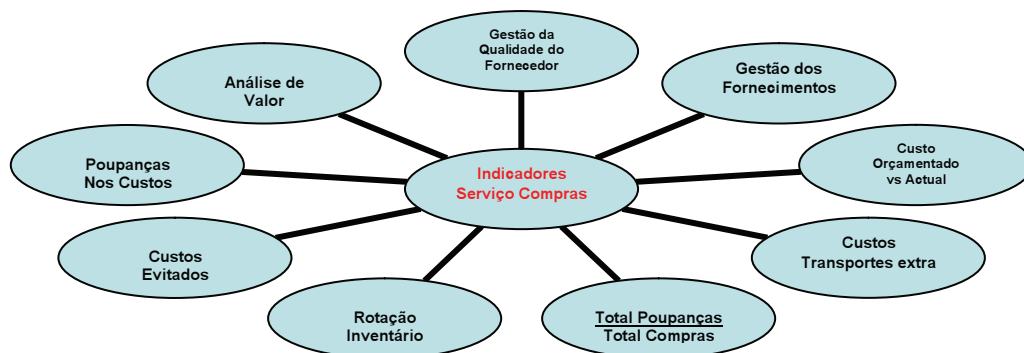 Gestão da
Qualidade do
Fornecedor
Análise de
Valor
Gestão dos
Fornecimentos
Poupanças
Nos Custos
Indicadores
Serviço Compras
Custo
Orçamentado
vs Actual
Custos
Evitados
Custos
Transportes extra
Rotação
Inventário
Total Poupanças/
Total Compras